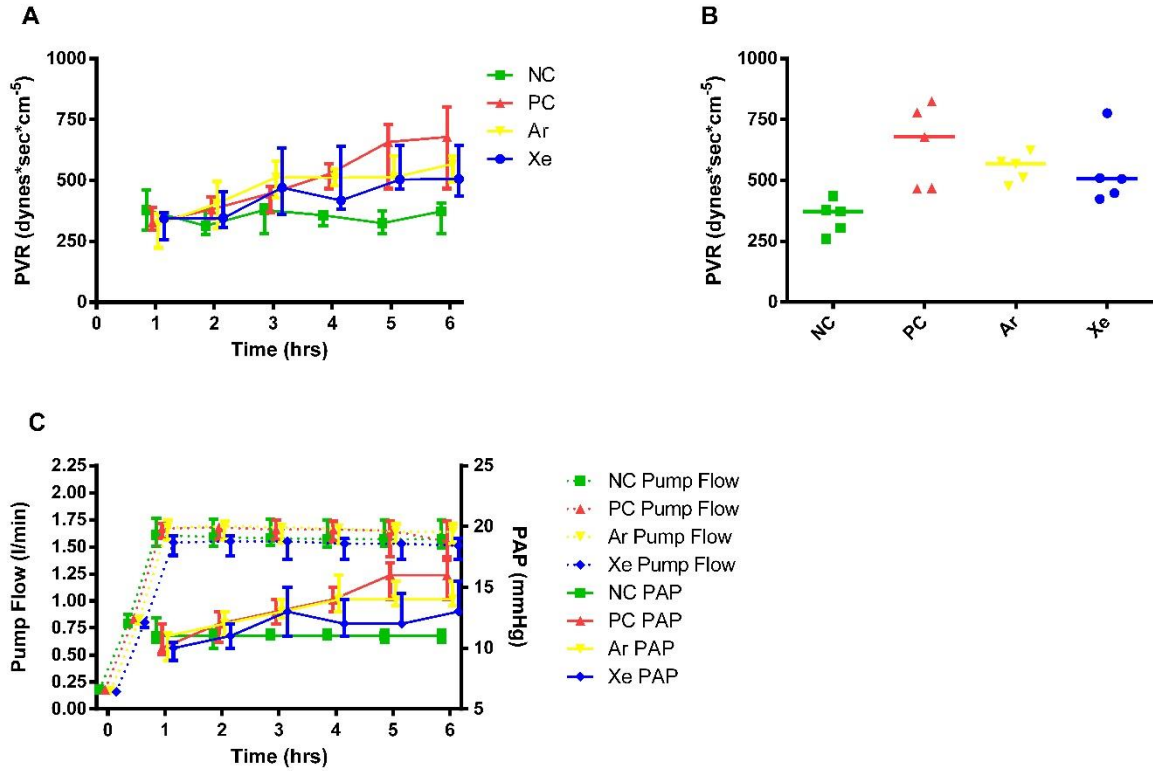 A
PVR (dynes*sec*cm-5)
1000
750
500
250
0
0 1 2 3 4 5 6
Time (hrs)
NC
PC
Ar
Xe
B
PVR (dynes*sec*cm-5)
1000
750
500
250
0
NC PC Ar Xe
C
Pump Flow (l/min)
2.25
2.00
1.75
1.50
1.25
1.00
0.75
0.50
0.25
0.00
0 1 2 3 4 5 6
Time (hrs)
25
20
15
10
5
PAP (mmHg)
NC Pump Flow
PC Pump Flow
Ar Pump Flow
Xe Pump Flow
NC PAP
PC PAP
Ar PAP
Xe PAP